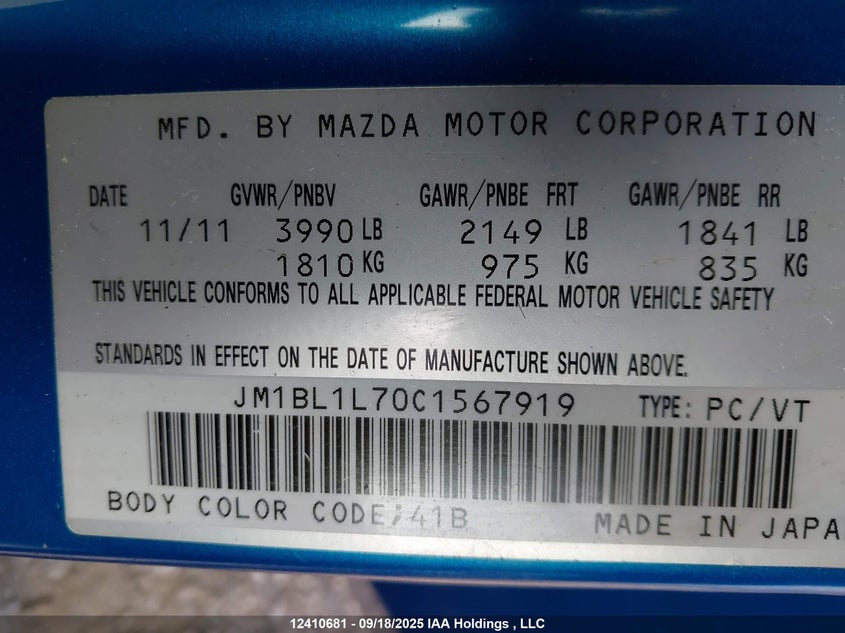 MFD. BY MAZDA MOTOR CORPORATION
DATE GVWR/PNBV GAWR/PNBE FRT GAWR/PNBE RR
11/11 3990 LB 2149 LB 1841 LB
1810 KG 975 KG 835 KG
THIS VEHICLE CONFORMS TO ALL APPLICABLE FEDERAL MOTOR VEHICLE SAFETY
STANDARDS IN EFFECT ON THE DATE OF MANUFACTURE SHOWN ABOVE.
JM1BL1L70C1567919 TYPE: PC/VT
BODY COLOR CODE;41B MADE IN JAPA
12410681 - 09/18/2025 IAA Holdings , LLC